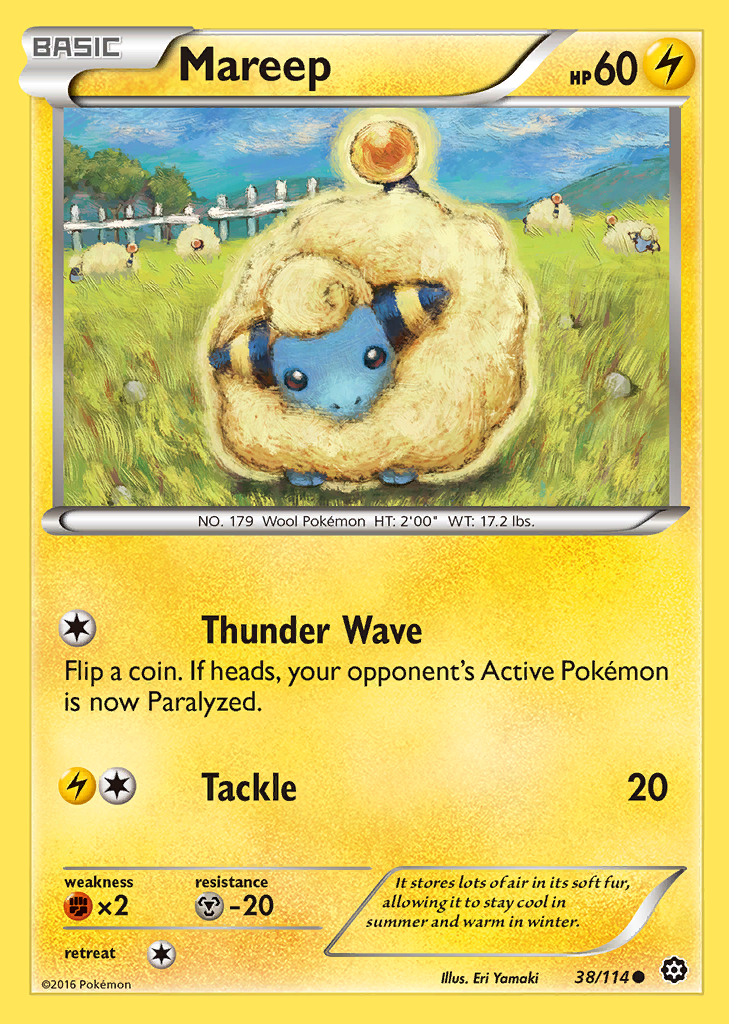 BASIC
Mareep
HP60
NO. 179 Wool Pokémon HT: 2'00" WT: 17.2 lbs.
Thunder Wave
Flip a coin. If heads, your opponent's Active Pokémon
is now Paralyzed.
Tackle 20
weakness resistance
×2 -20
retreat
It stores lots of air in its soft fur,
allowing it to stay cool in
summer and warm in winter.
©2016 Pokémon
Illus. Eri Yamaki
38/114